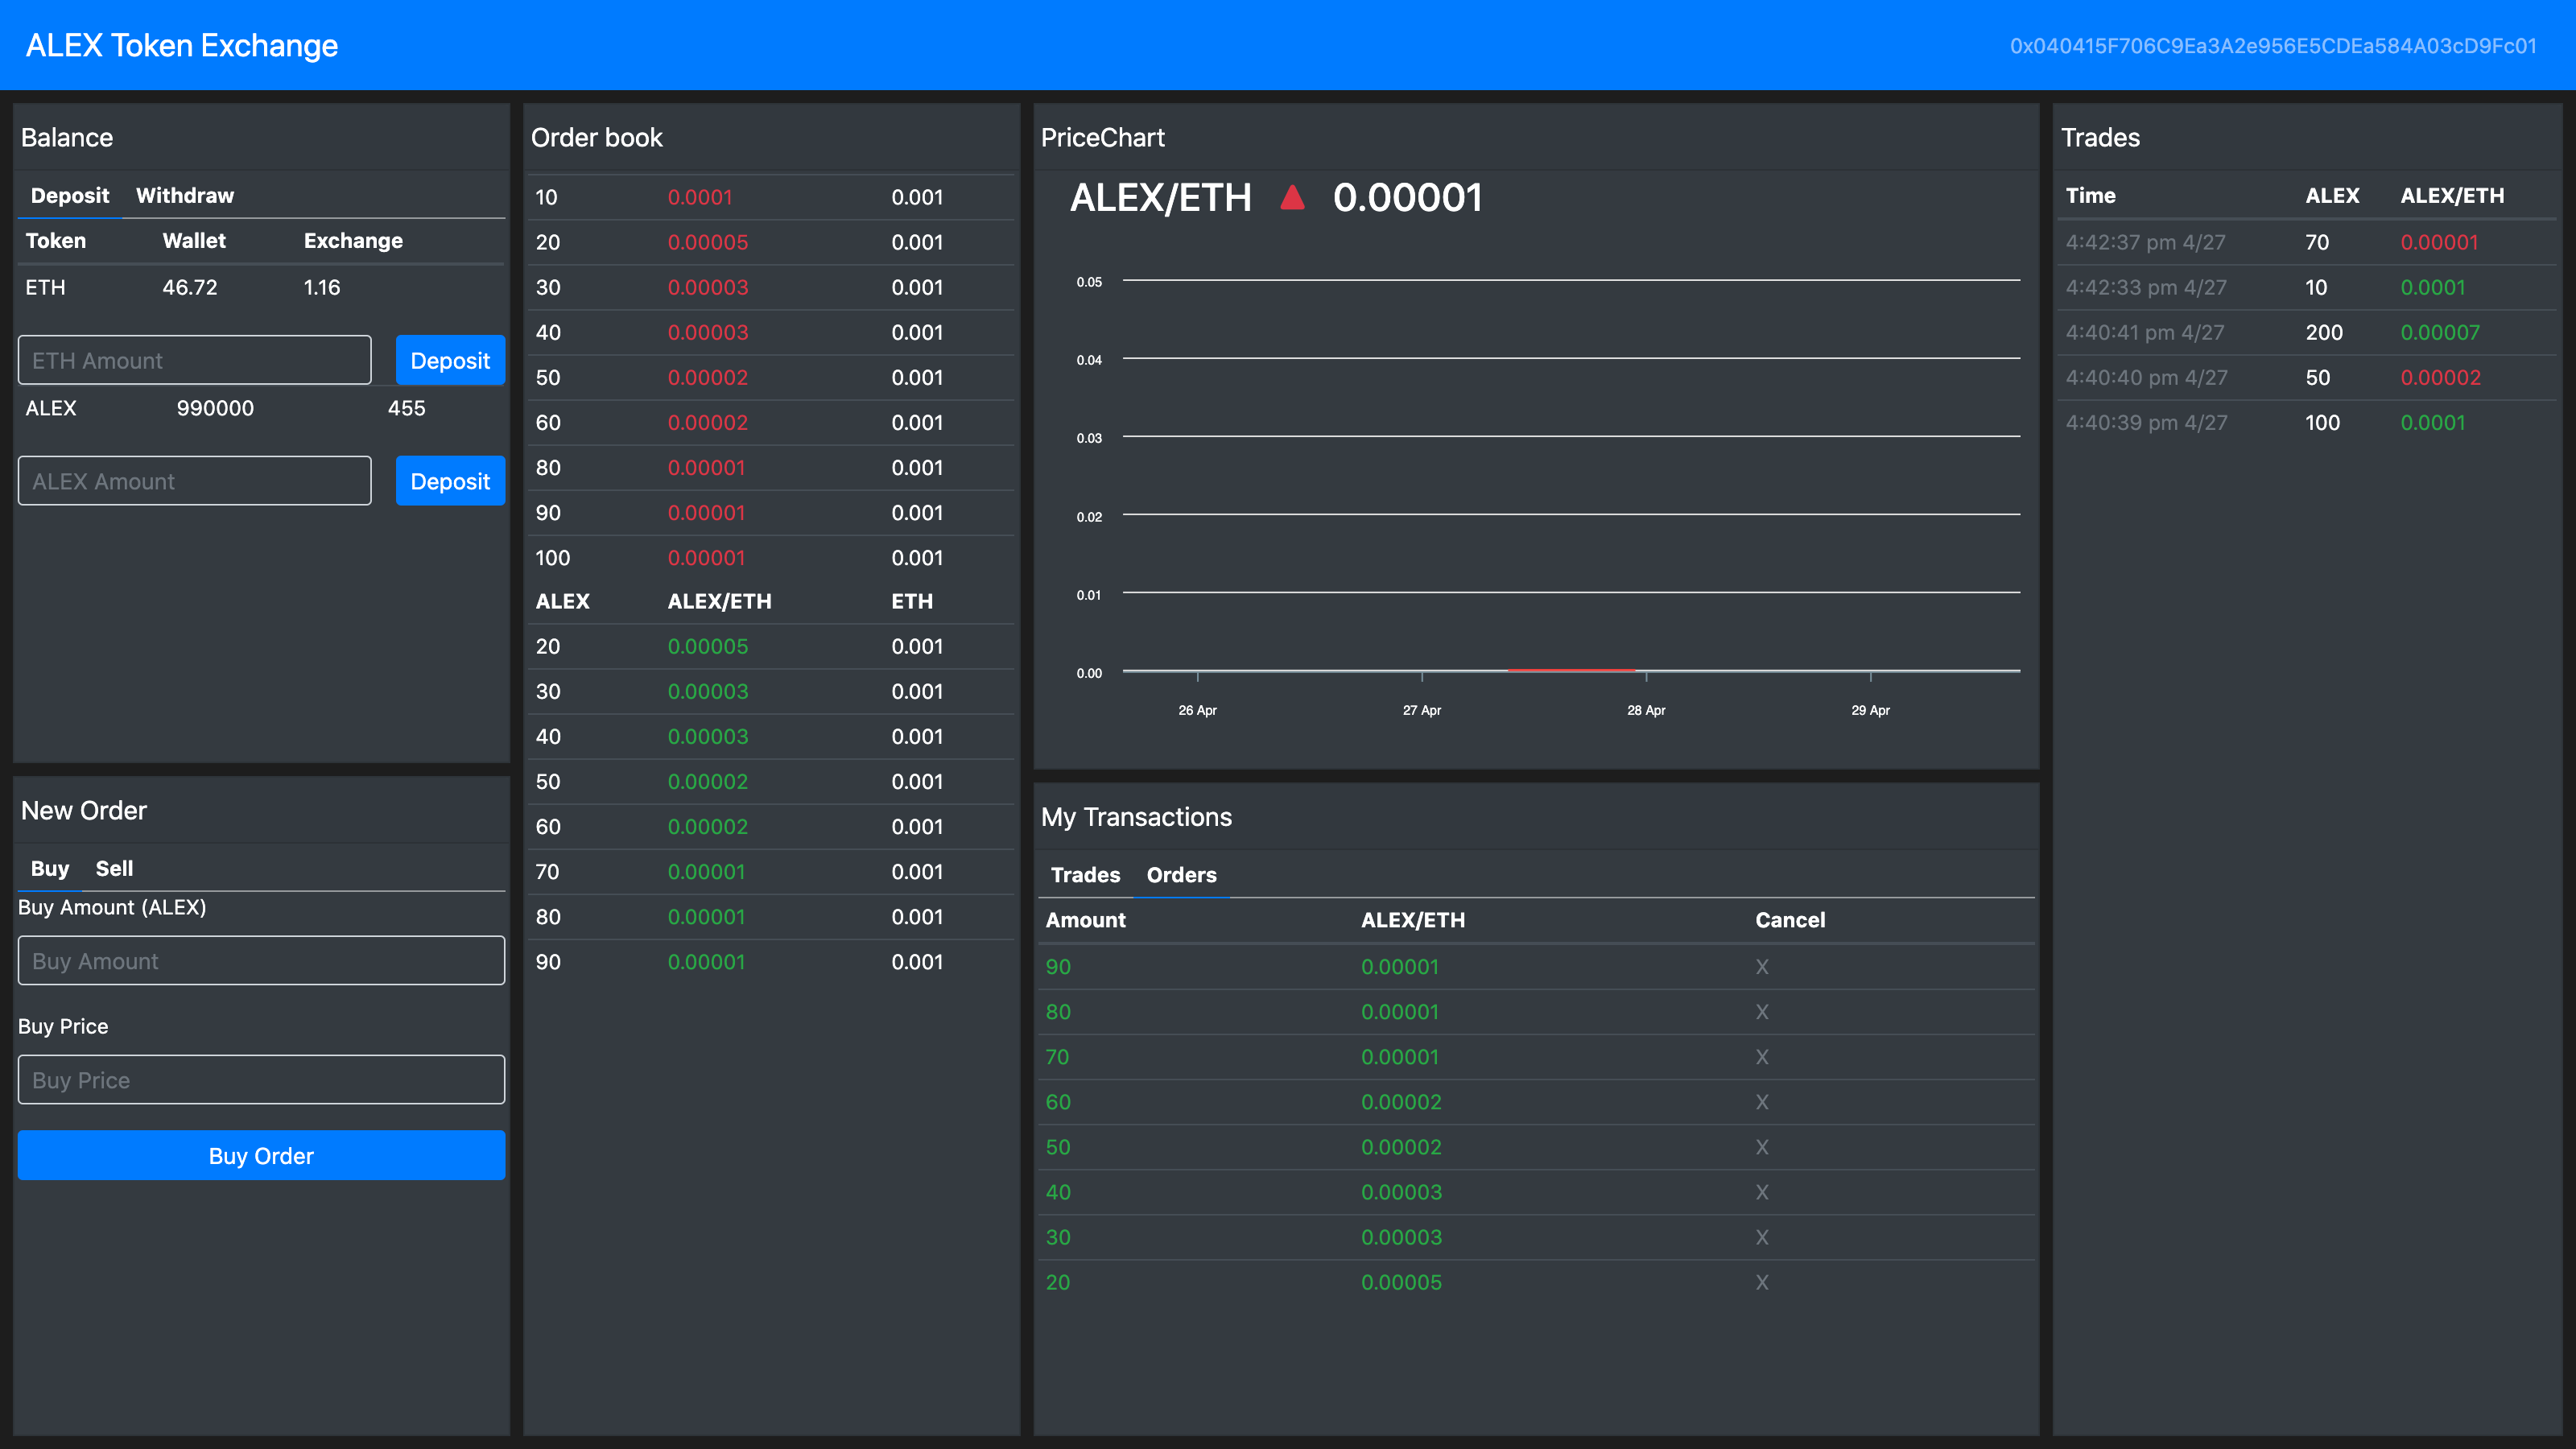 ALEX Token Exchange
0x040415F706C9Ea3A2e956E5CDEa584A03cD9Fc01
Balance
Deposit Withdraw
Token Wallet Exchange
ETH 46.72 1.16
ETH Amount Deposit
ALEX 990000 455
ALEX Amount Deposit
New Order
Buy Sell
Buy Amount (ALEX)
Buy Amount
Buy Price
Buy Price
Buy Order
Order book
10 0.0001 0.001
20 0.00005 0.001
30 0.00003 0.001
40 0.00003 0.001
50 0.00002 0.001
60 0.00002 0.001
80 0.00001 0.001
90 0.00001 0.001
100 0.00001 0.001
ALEX ALEX/ETH ETH
20 0.00005 0.001
30 0.00003 0.001
40 0.00003 0.001
50 0.00002 0.001
60 0.00002 0.001
70 0.00001 0.001
80 0.00001 0.001
90 0.00001 0.001
PriceChart
ALEX/ETH ▲ 0.00001
0.05
0.04
0.03
0.02
0.01
0.00
26 Apr 27 Apr 28 Apr 29 Apr
My Transactions
Trades Orders
Amount ALEX/ETH Cancel
90 0.00001 X
80 0.00001 X
70 0.00001 X
60 0.00002 X
50 0.00002 X
40 0.00003 X
30 0.00003 X
20 0.00005 X
Trades
Time ALEX ALEX/ETH
4:42:37 pm 4/27 70 0.00001
4:42:33 pm 4/27 10 0.0001
4:40:41 pm 4/27 200 0.00007
4:40:40 pm 4/27 50 0.00002
4:40:39 pm 4/27 100 0.0001